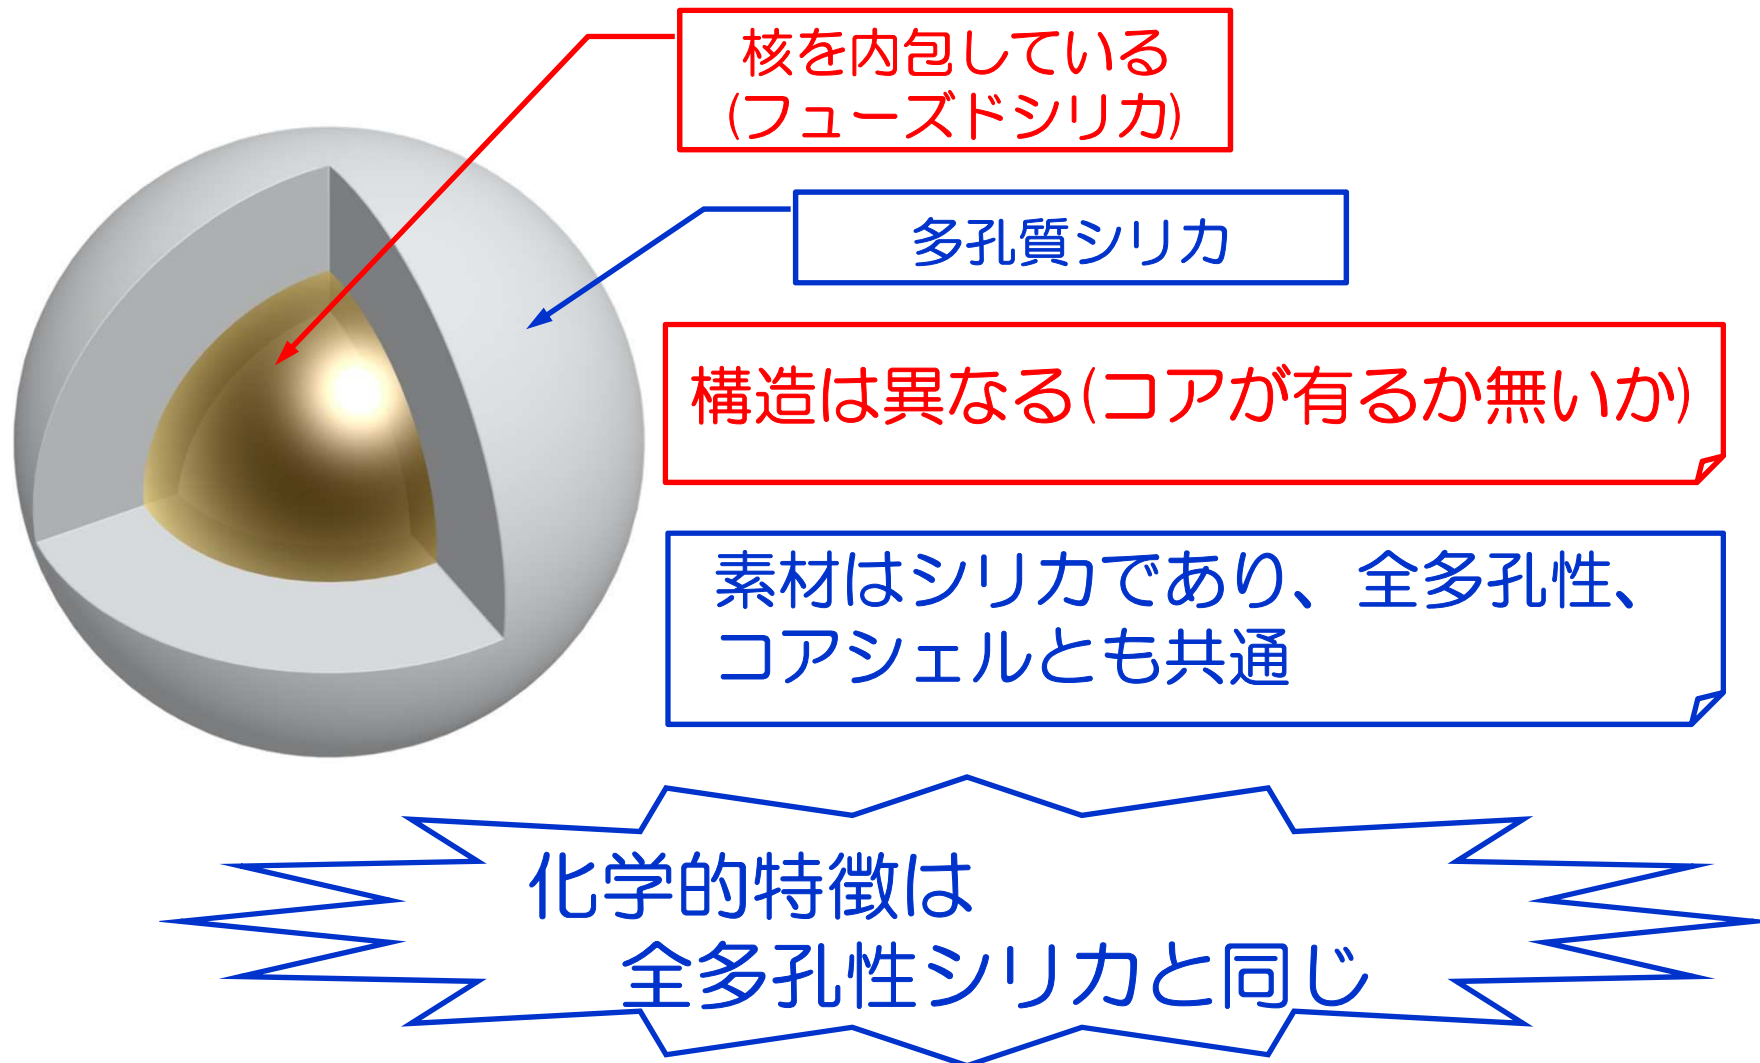 核を内包している
(フューズドシリカ)
多孔質シリカ
構造は異なる(コアが有るか無いか)
素材はシリカであり、全多孔性、
コアシェルとも共通
化学的特徴は
全多孔性シリカと同じ